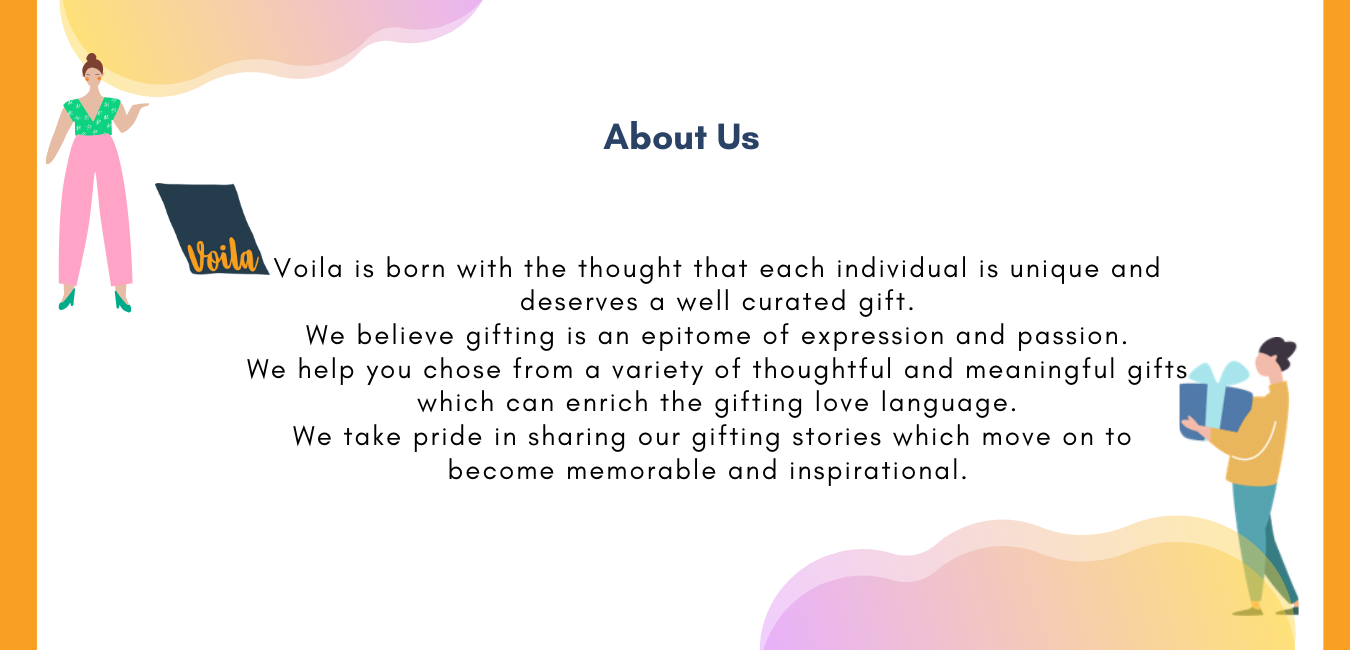 About Us
Voila
Voila is born with the thought that each individual is unique and
deserves a well curated gift.
We believe gifting is an epitome of expression and passion.
We help you chose from a variety of thoughtful and meaningful gifts
which can enrich the gifting love language.
We take pride in sharing our gifting stories which move on to
become memorable and inspirational.